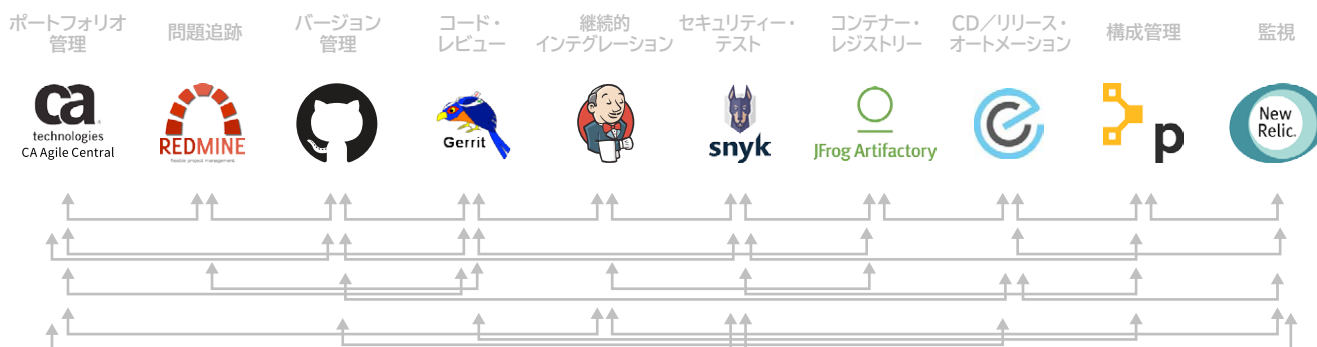 ポートフォリオ
管理
問題追跡
バージョン
管理
コード・
レビュー
継続的
インテグレーション
セキュリティー・
テスト
コンテナー・
レジストリー
CD／リリース・
オートメーション
構成管理
監視
ca
technologies
CA Agile Central
REDMINE
flexible project management
Gerrit
snyk
JFrog Artifactory
p
New
Relic.